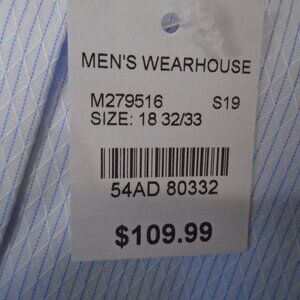 MEN'S WEARHOUSE
M279516 S19
SIZE: 18 32/33
54AD 80332
$109.99